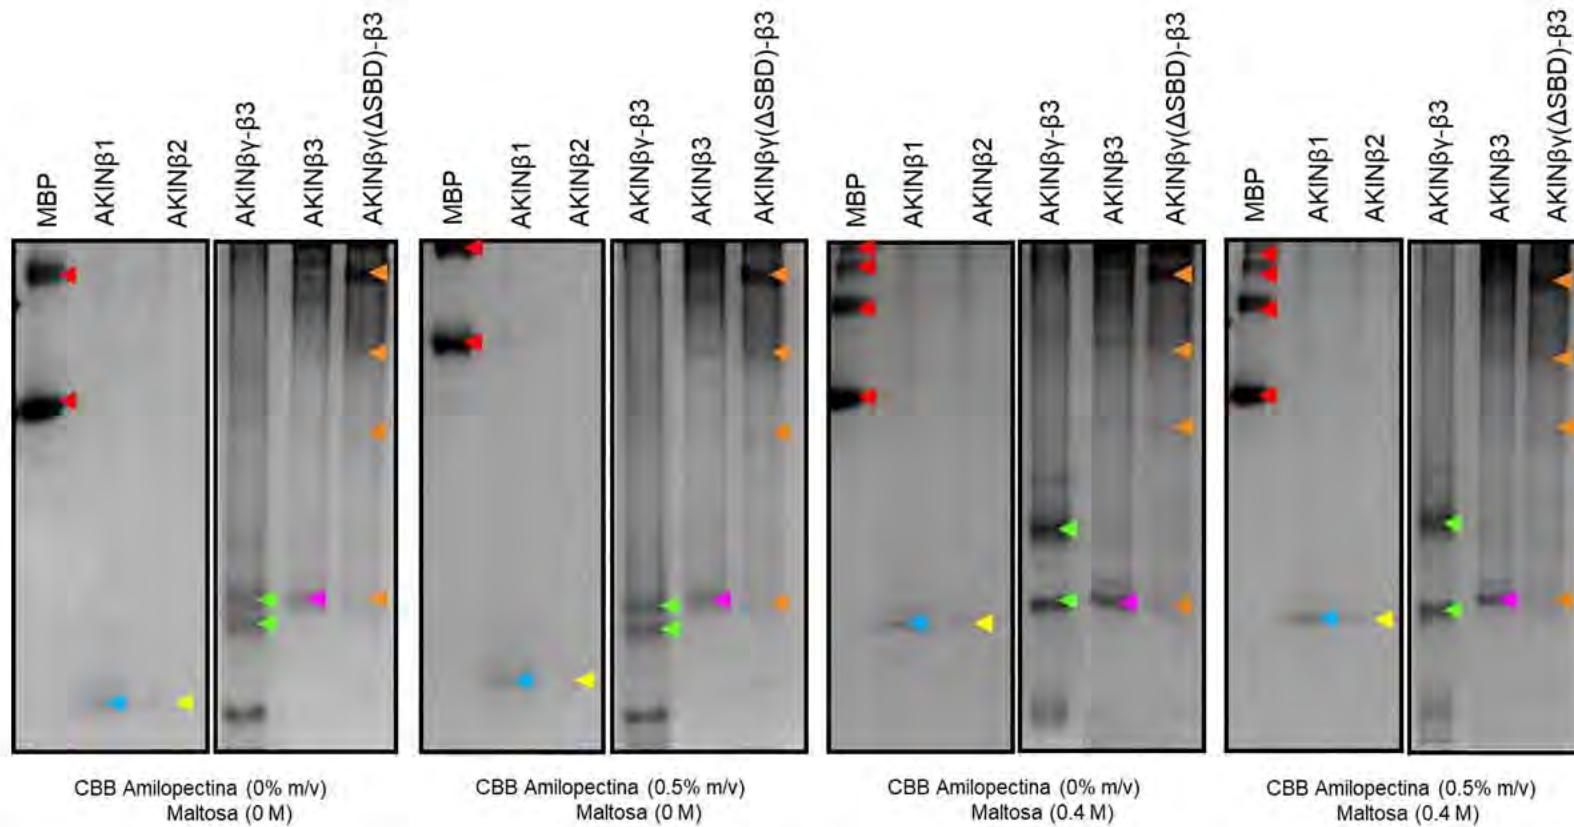 MBP
AKINβ1
AKINβ2
AKINβγ-β3
AKINβ3
AKINβγ(ΔSBD)-β3
MBP
AKINβ1
AKINβ2
AKINβγ-β3
AKINβ3
AKINβγ(ΔSBD)-β3
MBP
AKINβ1
AKINβ2
AKINβγ-β3
AKINβ3
AKINβγ(ΔSBD)-β3
MBP
AKINβ1
AKINβ2
AKINβγ-β3
AKINβ3
AKINβγ(ΔSBD)-β3
CBB Amilopectina (0% m/v)
Maltosa (0 M)
CBB Amilopectina (0.5% m/v)
Maltosa (0 M)
CBB Amilopectina (0% m/v)
Maltosa (0.4 M)
CBB Amilopectina (0.5% m/v)
Maltosa (0.4 M)